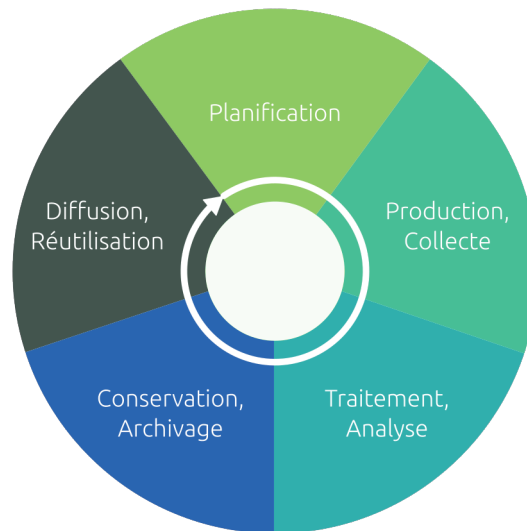 Planification
Production,
Collecte
Traitement,
Analyse
Conservation,
Archivage
Diffusion,
Réutilisation